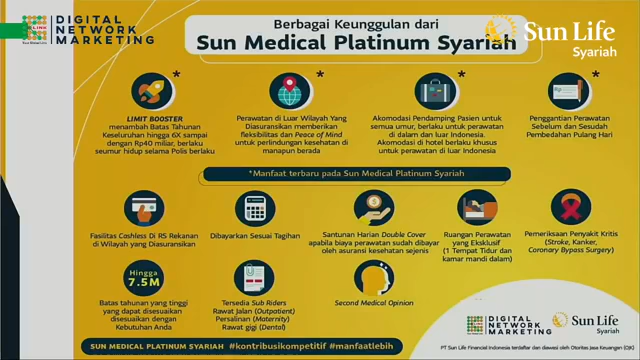 DIGITAL
NETWORK
MARKETING
Berbagai Keunggulan dari
Sun Medical Platinum Syariah
Sun Life
Syariah
*
*
*
*
LIMIT BOOSTER
menambah Batas Tahunan
Keseluruhan hingga 6X sampai
dengan Rp40 miliar, berlaku
seumur hidup selama Polis berlaku
Perawatan di Luar Wilayah Yang
Diasuransikan memberikan
fleksibilitas dan Peace of Mind
untuk perlindungan kesehatan di
manapun berada
Akomodasi Pendamping Pasien untuk
semua umur, berlaku untuk perawatan
di dalam dan luar Indonesia.
Akomodasi di hotel berlaku khusus
untuk perawatan di luar Indonesia
Penggantian Perawatan
Sebelum dan Sesudah
Pembedahan Pulang Hari
*Manfaat terbaru pada Sun Medical Platinum Syariah
Fasilitas Cashless Di RS Rekanan
di Wilayah yang Diasuransikan
Dibayarkan Sesuai Tagihan
Santunan Harian Double Cover
apabila biaya perawatan sudah dibayar
oleh asuransi kesehatan sejenis
Ruangan Perawatan
yang Eksklusif
(1 Tempat Tidur dan
kamar mandi dalam)
Pemeriksaan Penyakit Kritis
(Stroke, Kanker,
Coronary Bypass Surgery)
Hingga
7.5M
Batas tahunan yang tinggi
yang dapat disesuaikan
disesuaikan dengan
Kebutuhan Anda
Tersedia Sub Riders
Rawat Jalan (Outpatient)
Persalinan (Maternity)
Rawat gigi (Dental)
Second Medical Opinion
SUN MEDICAL PLATINUM SYARIAH #kontribusikompetitif #manfaatlebih
DIGITAL
NETWORK
MARKETING
Sun Life
Syariah
PT Sun Life Financial Indonesia terdaftar dan diawasi oleh Otoritas Jasa Keuangan (OJK)